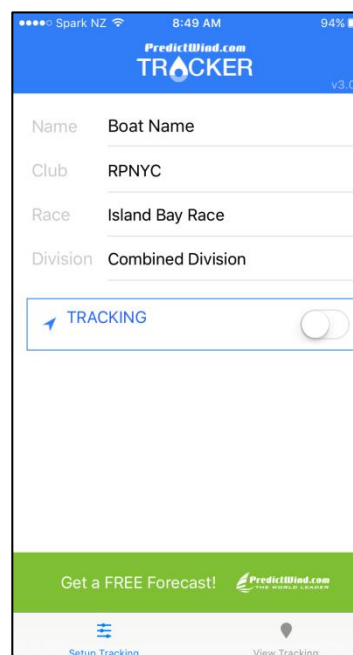 Spark NZ 8:49 AM 94%
PredictWind.com
TRACKER
v3.0
Name Boat Name
Club RPNYC
Race Island Bay Race
Division Combined Division
TRACKING
Get a FREE Forecast! PredictWind.com
THE WORLD LEADER
Setup Tracking View Tracking